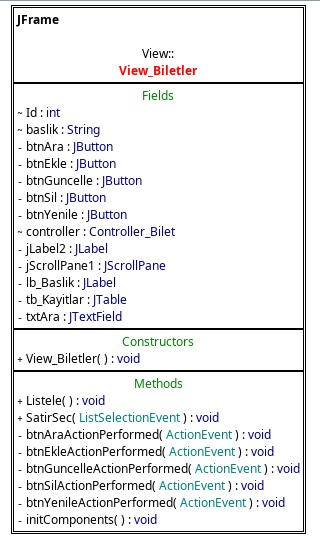 JFrame
View::
View_Biletler
Fields
~ Id : int
~ baslik : String
- btnAra : JButton
- btnEkle : JButton
- btnGuncelle : JButton
- btnSil : JButton
- btnYenile : JButton
~ controller : Controller_Bilet
- jLabel2 : JLabel
- jScrollPane1 : JScrollPane
- lb_Baslik : JLabel
- tb_Kayitlar : JTable
- txtAra : JTextField
Constructors
+ View_Biletler( ) : void
Methods
+ Listele( ) : void
+ SatirSec( ListSelectionEvent ) : void
- btnAraActionPerformed( ActionEvent ) : void
- btnEkleActionPerformed( ActionEvent ) : void
- btnGuncelleActionPerformed( ActionEvent ) : void
- btnSilActionPerformed( ActionEvent ) : void
- btnYenileActionPerformed( ActionEvent ) : void
- initComponents( ) : void